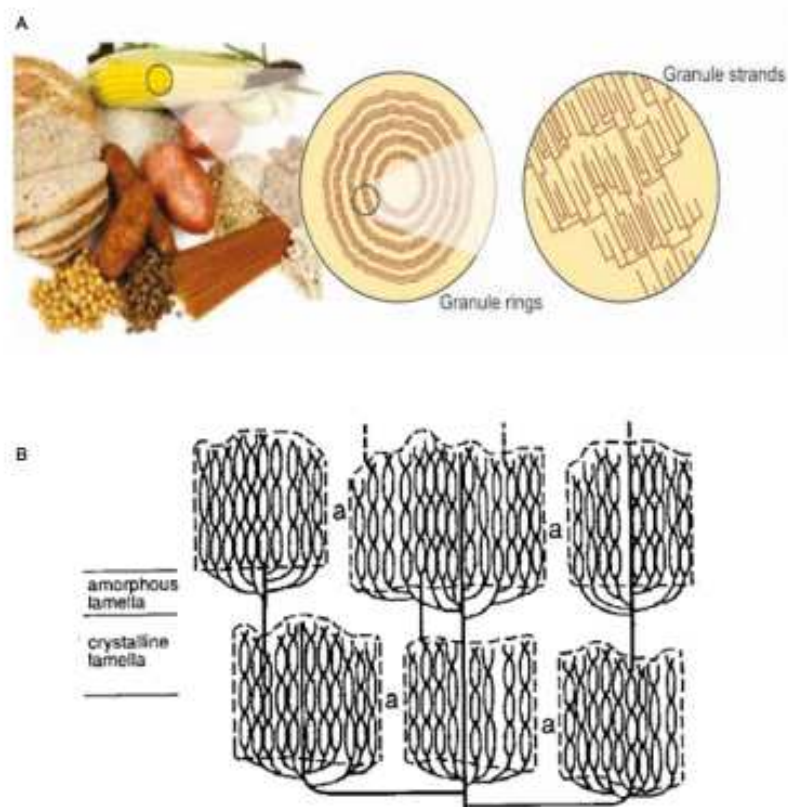 A
Granule strands
Granule rings
B
a
a
amorphous
lamella
crystalline
lamella
a
a